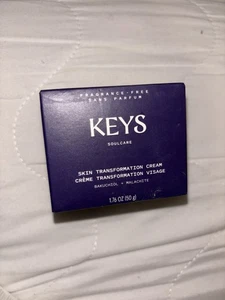 FRAGRANCE-FREE
SANS PARFUM
KEYS
SOULCARE
SKIN TRANSFORMATION CREAM
CRÈME TRANSFORMATION VISAGE
BAKUCHIOL + MALACHITE
1.76 OZ (50 g)